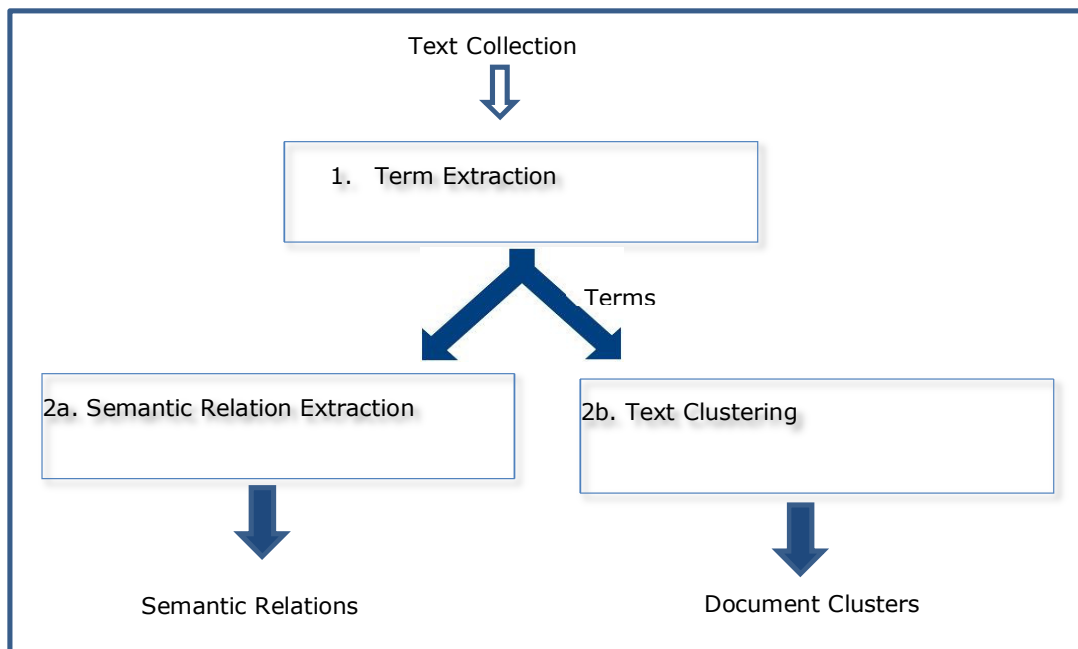 Text Collection
1. Term Extraction
Terms
2a. Semantic Relation Extraction
2b. Text Clustering
Semantic Relations
Document Clusters